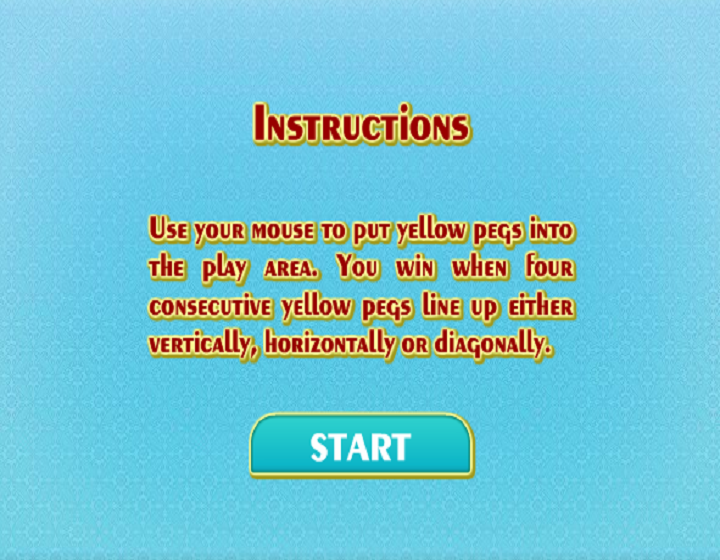 Instructions
Use your mouse to put yellow pegs into
the play area. You win when four
consecutive yellow pegs line up either
vertically, horizontally or diagonally.
START